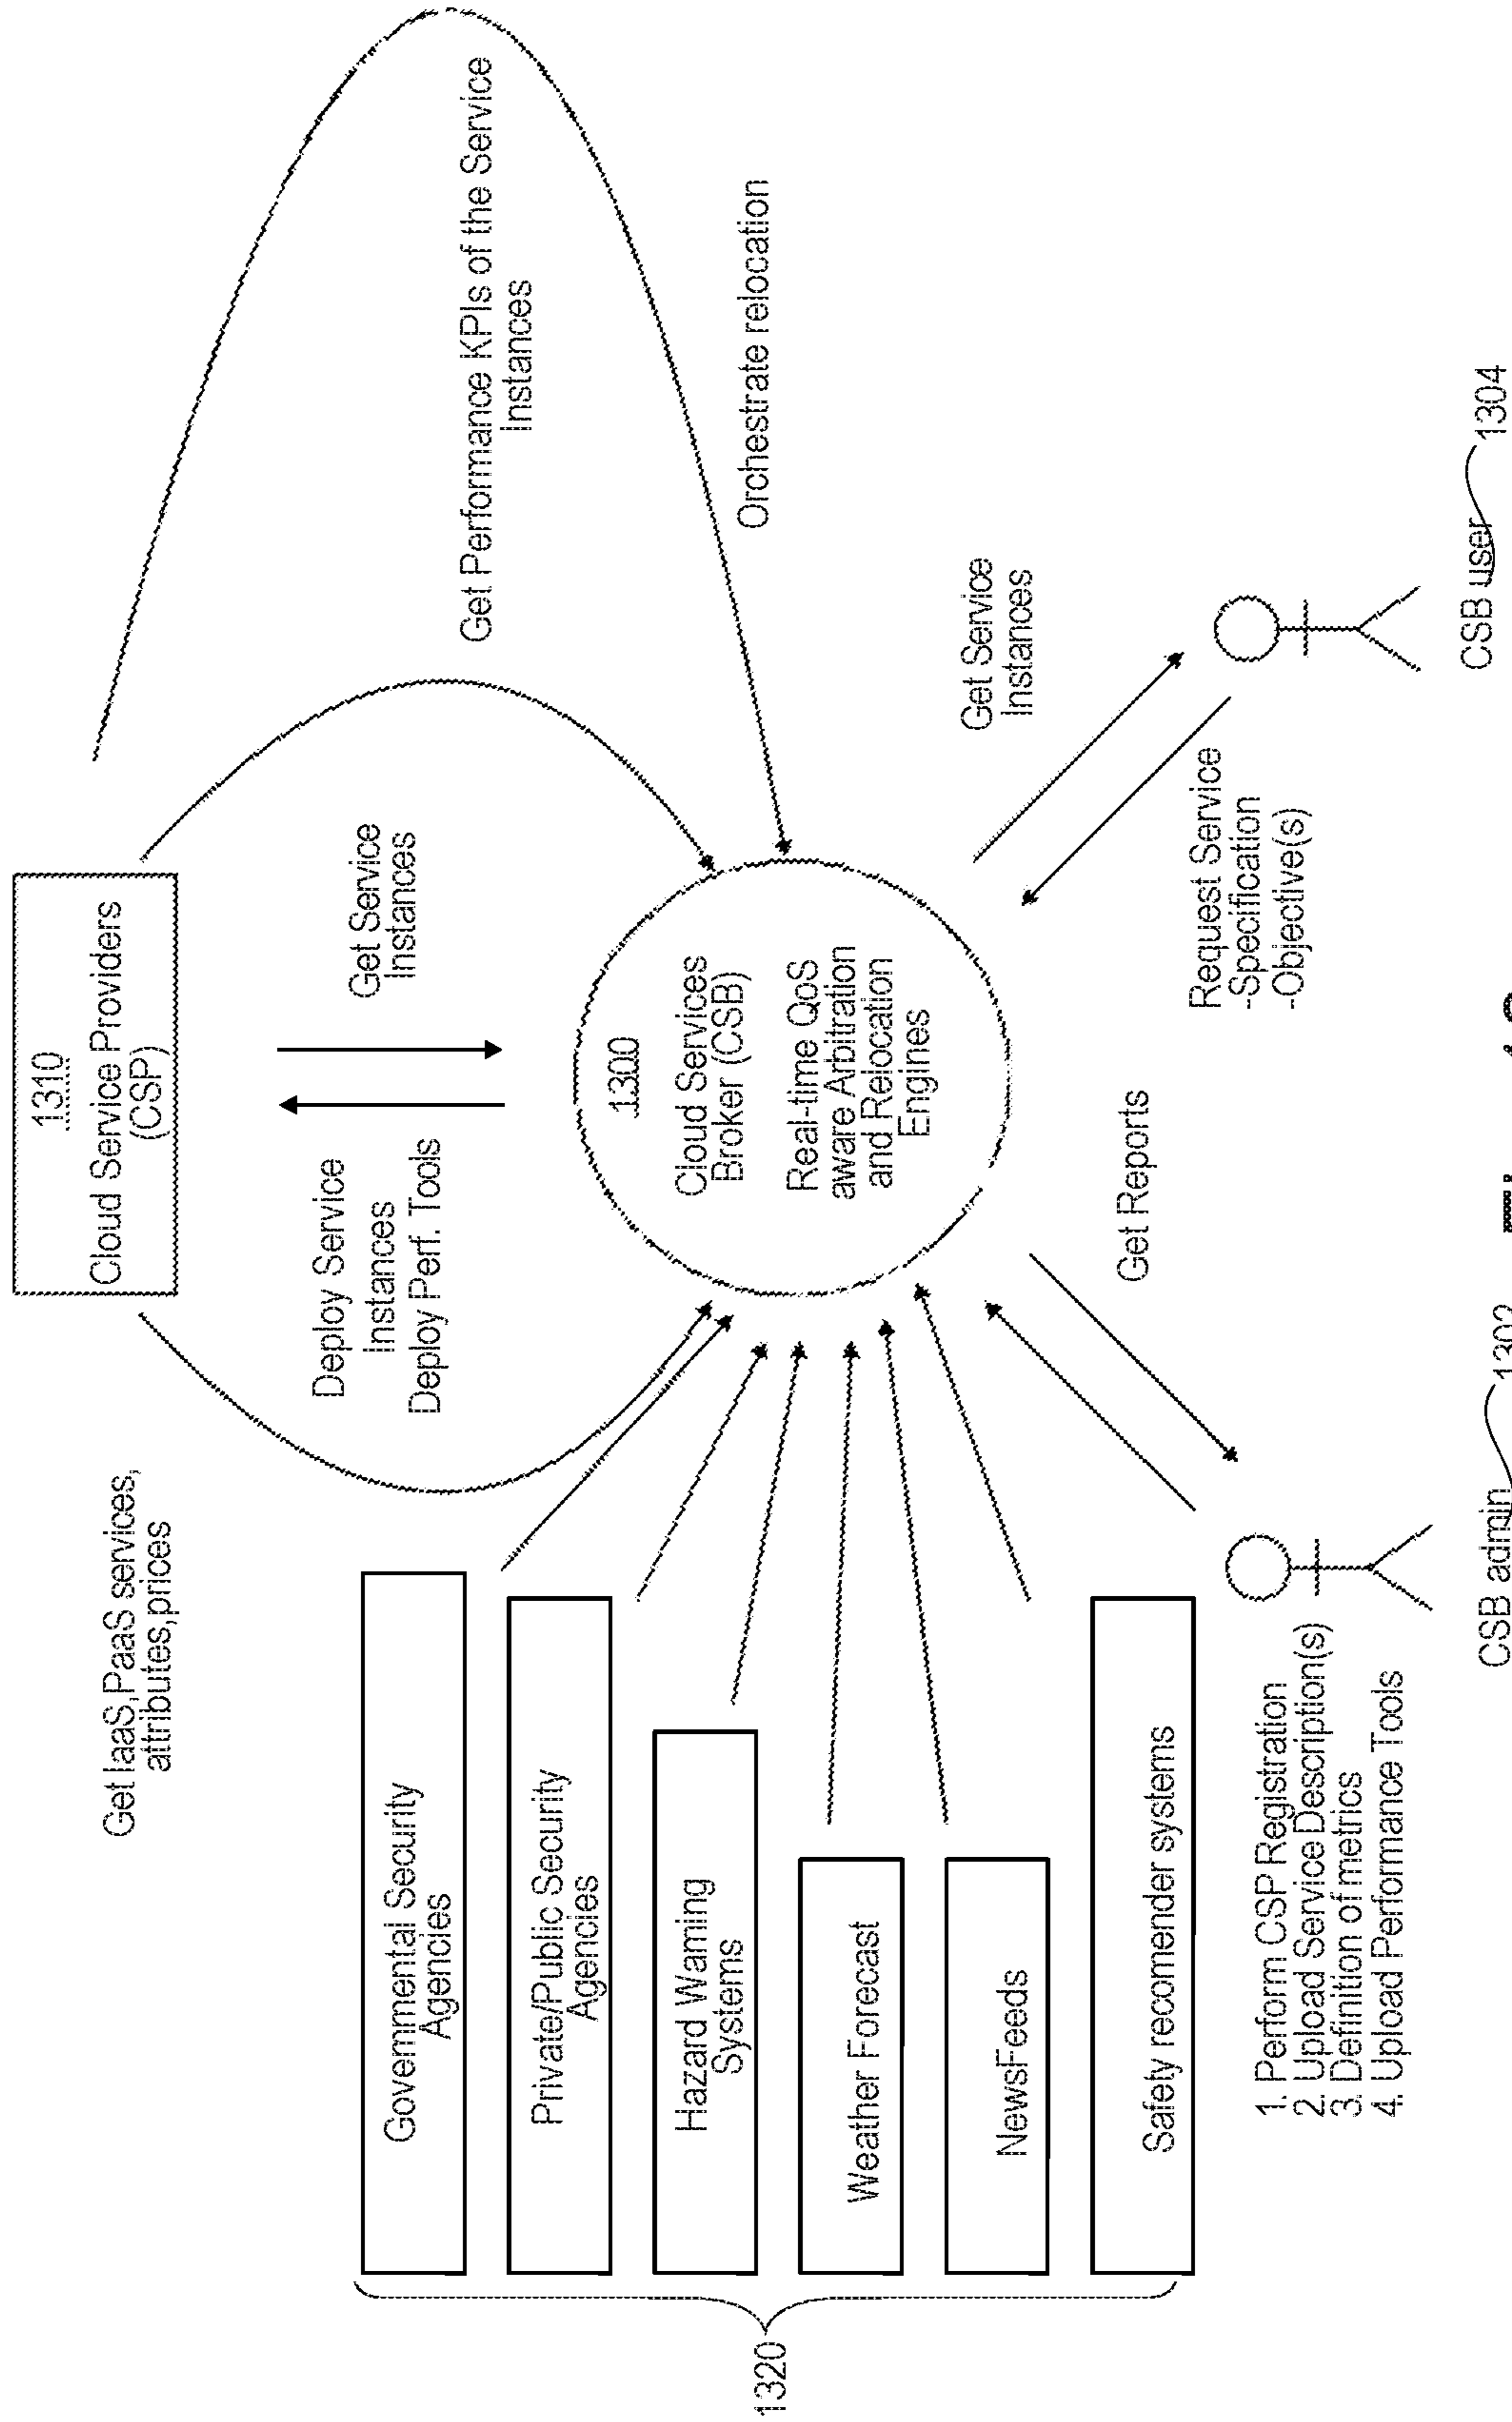 1310
Cloud Service Providers
(CSP)
Get IaaS,PaaS services,
attributes,prices
Deploy Service
Instances
Deploy Perf. Tools
Get Service
Instances
Get Performance KPIs of the Service
Instances
Orchestrate relocation
1320
Governmental Security
Agencies
Private/Public Security
Agencies
Hazard Warning
Systems
Weather Forecast
NewsFeeds
Safety recomender systems
1300
Cloud Services
Broker (CSB)
Real-time QoS
aware Arbitration
and Relocation
Engines
Get Service
Instances
Request Service
-Specification
-Objective(s)
Get Reports
1. Perform CSP Registration
2. Upload Service Description(s)
3. Definition of metrics
4. Upload Performance Tools
CSB admin
1302
CSB user
1304